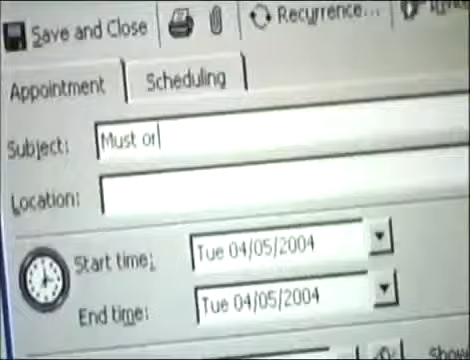 Save and Close Recurrence...
Appointment Scheduling
Subject: Must or
Location:
Start time: Tue 04/05/2004
End time: Tue 04/05/2004